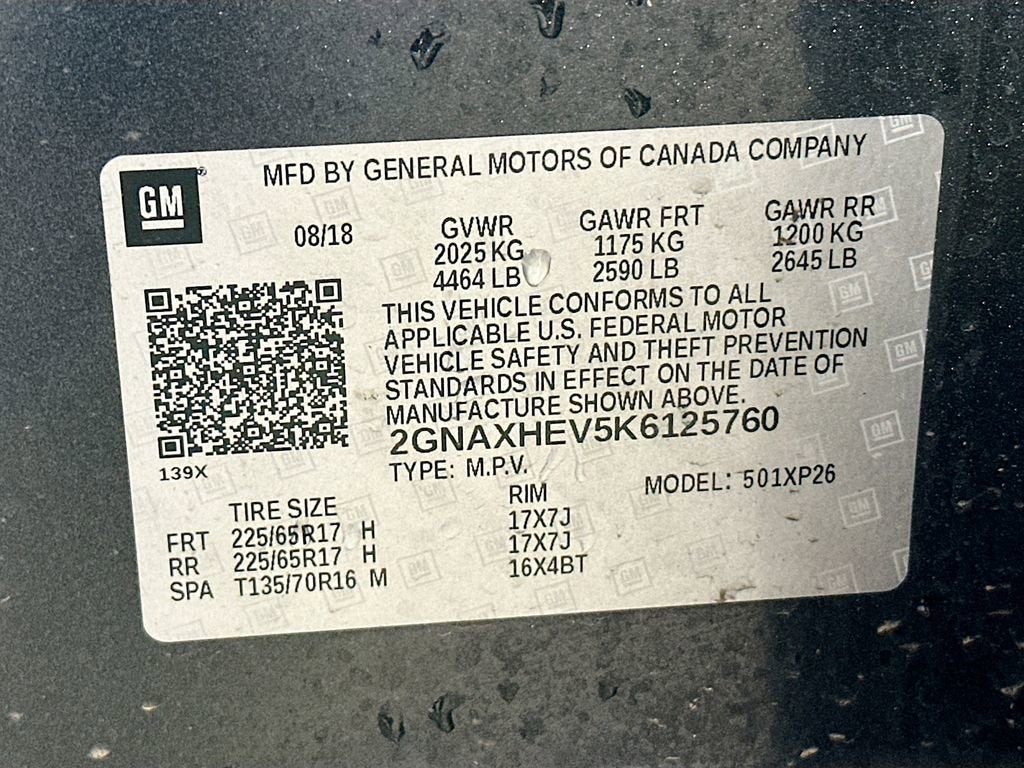 MFD BY GENERAL MOTORS OF CANADA COMPANY
GM
08/18
GVWR GAWR FRT GAWR RR
2025 KG 1175 KG 1200 KG
4464 LB 2590 LB 2645 LB
THIS VEHICLE CONFORMS TO ALL
APPLICABLE U.S. FEDERAL MOTOR
VEHICLE SAFETY AND THEFT PREVENTION
STANDARDS IN EFFECT ON THE DATE OF
MANUFACTURE SHOWN ABOVE.
2GNAXHEV5K6125760
139X
TYPE: M.P.V. MODEL: 501XP26
TIRE SIZE RIM
FRT 225/65R17 H 17X7J
RR 225/65R17 H 17X7J
SPA T135/70R16 M 16X4BT